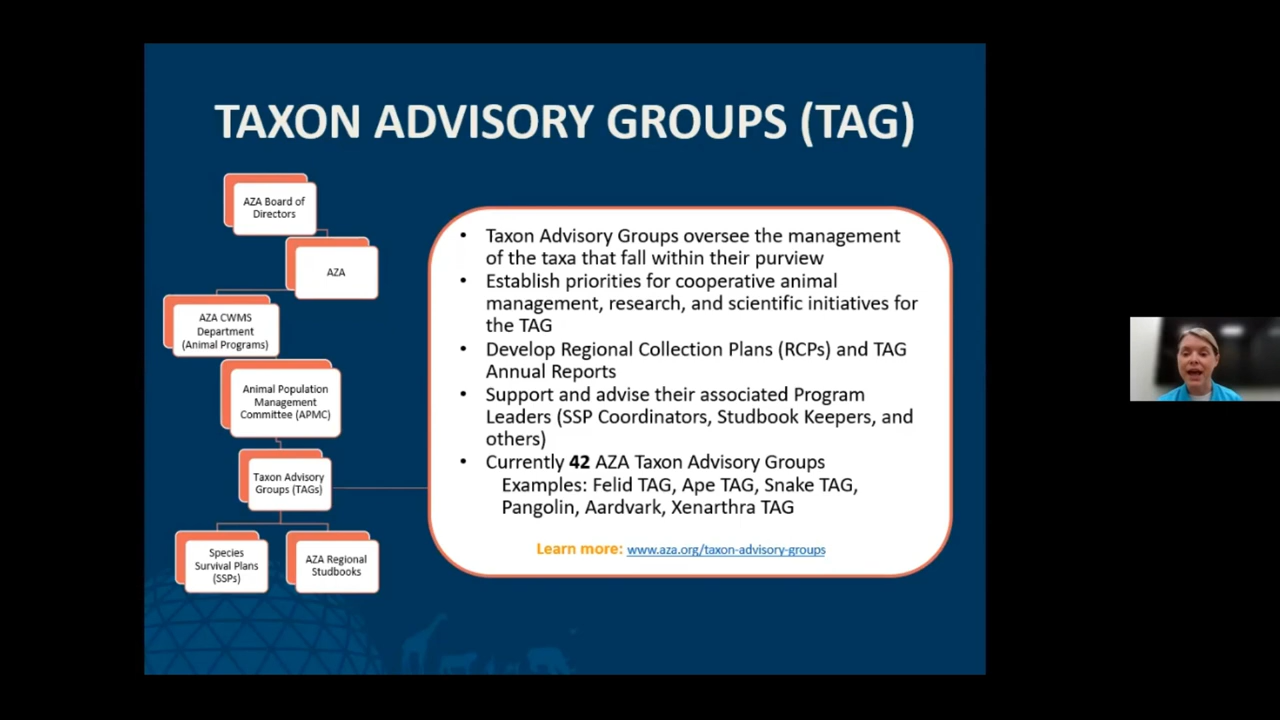 TAXON ADVISORY GROUPS (TAG)
AZA Board of
Directors
AZA
AZA CWMS
Department
(Animal Programs)
Animal Population
Management
Committee (APMC)
Taxon Advisory
Groups (TAGs)
Species
Survival Plans
(SSPs)
AZA Regional
Studbooks
• Taxon Advisory Groups oversee the management
of the taxa that fall within their purview
• Establish priorities for cooperative animal
management, research, and scientific initiatives for
the TAG
• Develop Regional Collection Plans (RCPs) and TAG
Annual Reports
• Support and advise their associated Program
Leaders (SSP Coordinators, Studbook Keepers, and
others)
• Currently 42 AZA Taxon Advisory Groups
Examples: Felid TAG, Ape TAG, Snake TAG,
Pangolin, Aardvark, Xenarthra TAG
Learn more: www.aza.org/taxon-advisory-groups